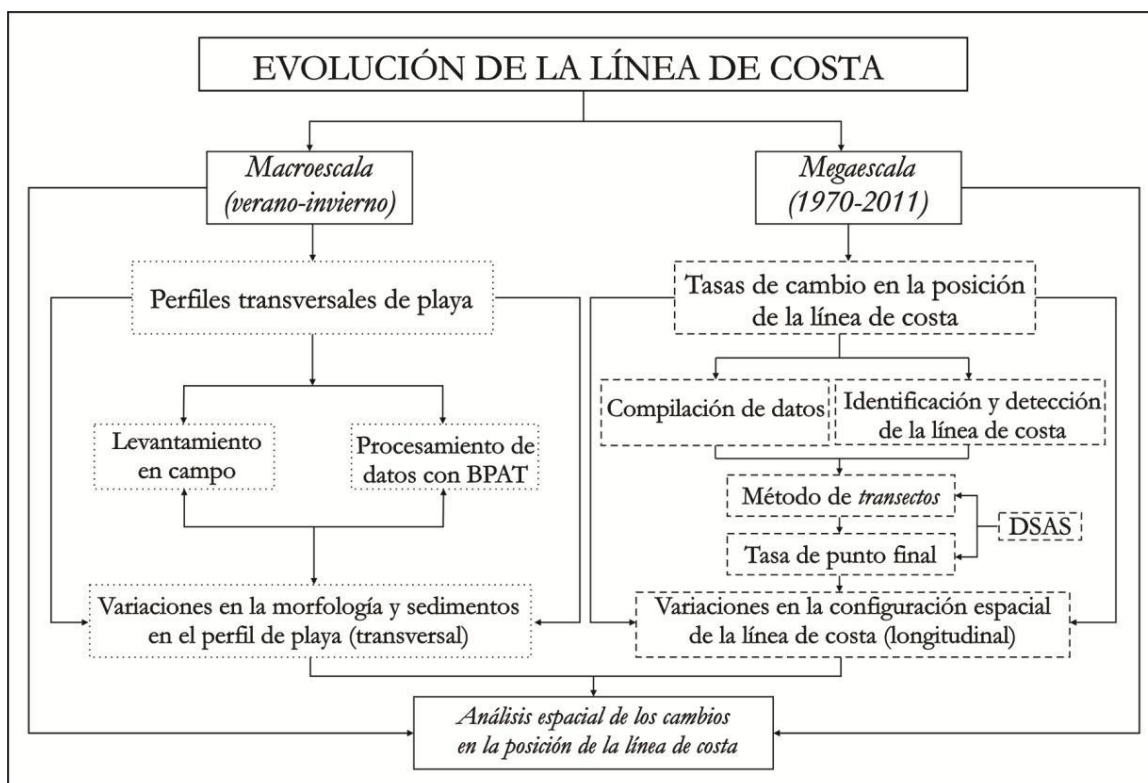 EVOLUCIÓN DE LA LÍNEA DE COSTA
Macroescala
(verano-invierno)
Megaescala
(1970-2011)
Perfiles transversales de playa
Tasas de cambio en la posición
de la línea de costa
Compilación de datos
Identificación y detección
de la línea de costa
Levantamiento
en campo
Procesamiento de
datos con BPAT
Método de transectos
DSAS
Tasa de punto final
Variaciones en la morfología y sedimentos
en el perfil de playa (transversal)
Variaciones en la configuración espacial
de la línea de costa (longitudinal)
Análisis espacial de los cambios
en la posición de la línea de costa